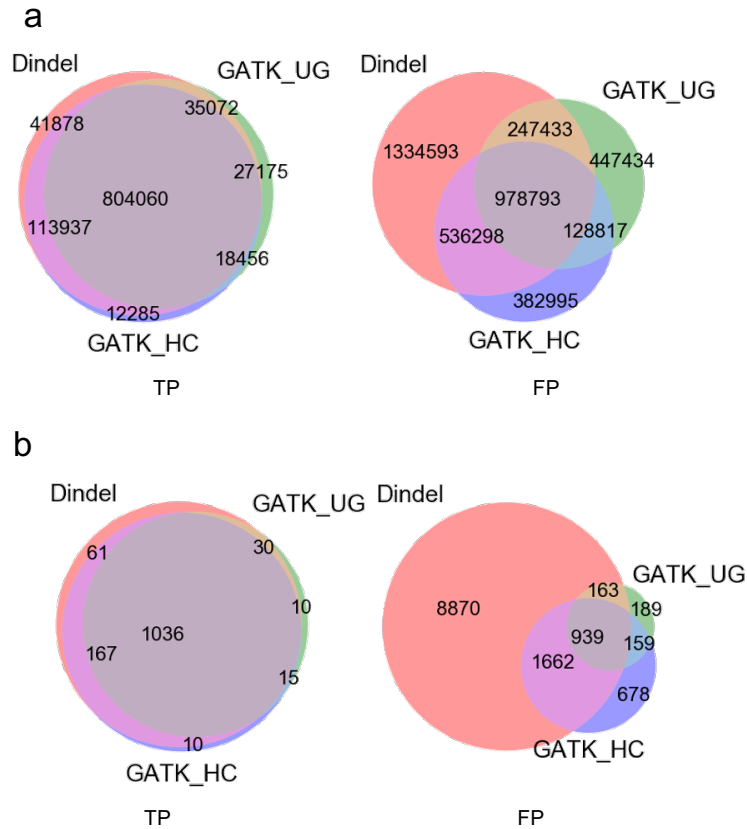 a
Dindel
GATK_UG
41878
35072
27175
804060
113937
18456
12285
GATK_HC
TP
Dindel
GATK_UG
1334593
247433
447434
978793
536298
128817
382995
GATK_HC
FP
b
Dindel
GATK_UG
61
30
10
1036
167
15
10
GATK_HC
TP
Dindel
GATK_UG
8870
163
189
939
159
1662
678
GATK_HC
FP